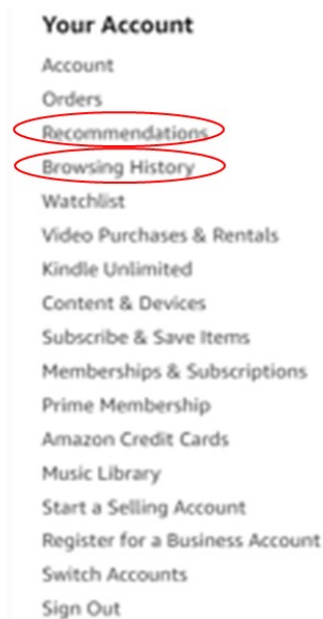 Your Account
Account
Orders
Recommendations
Browsing History
Watchlist
Video Purchases & Rentals
Kindle Unlimited
Content & Devices
Subscribe & Save Items
Memberships & Subscriptions
Prime Membership
Amazon Credit Cards
Music Library
Start a Selling Account
Register for a Business Account
Switch Accounts
Sign Out